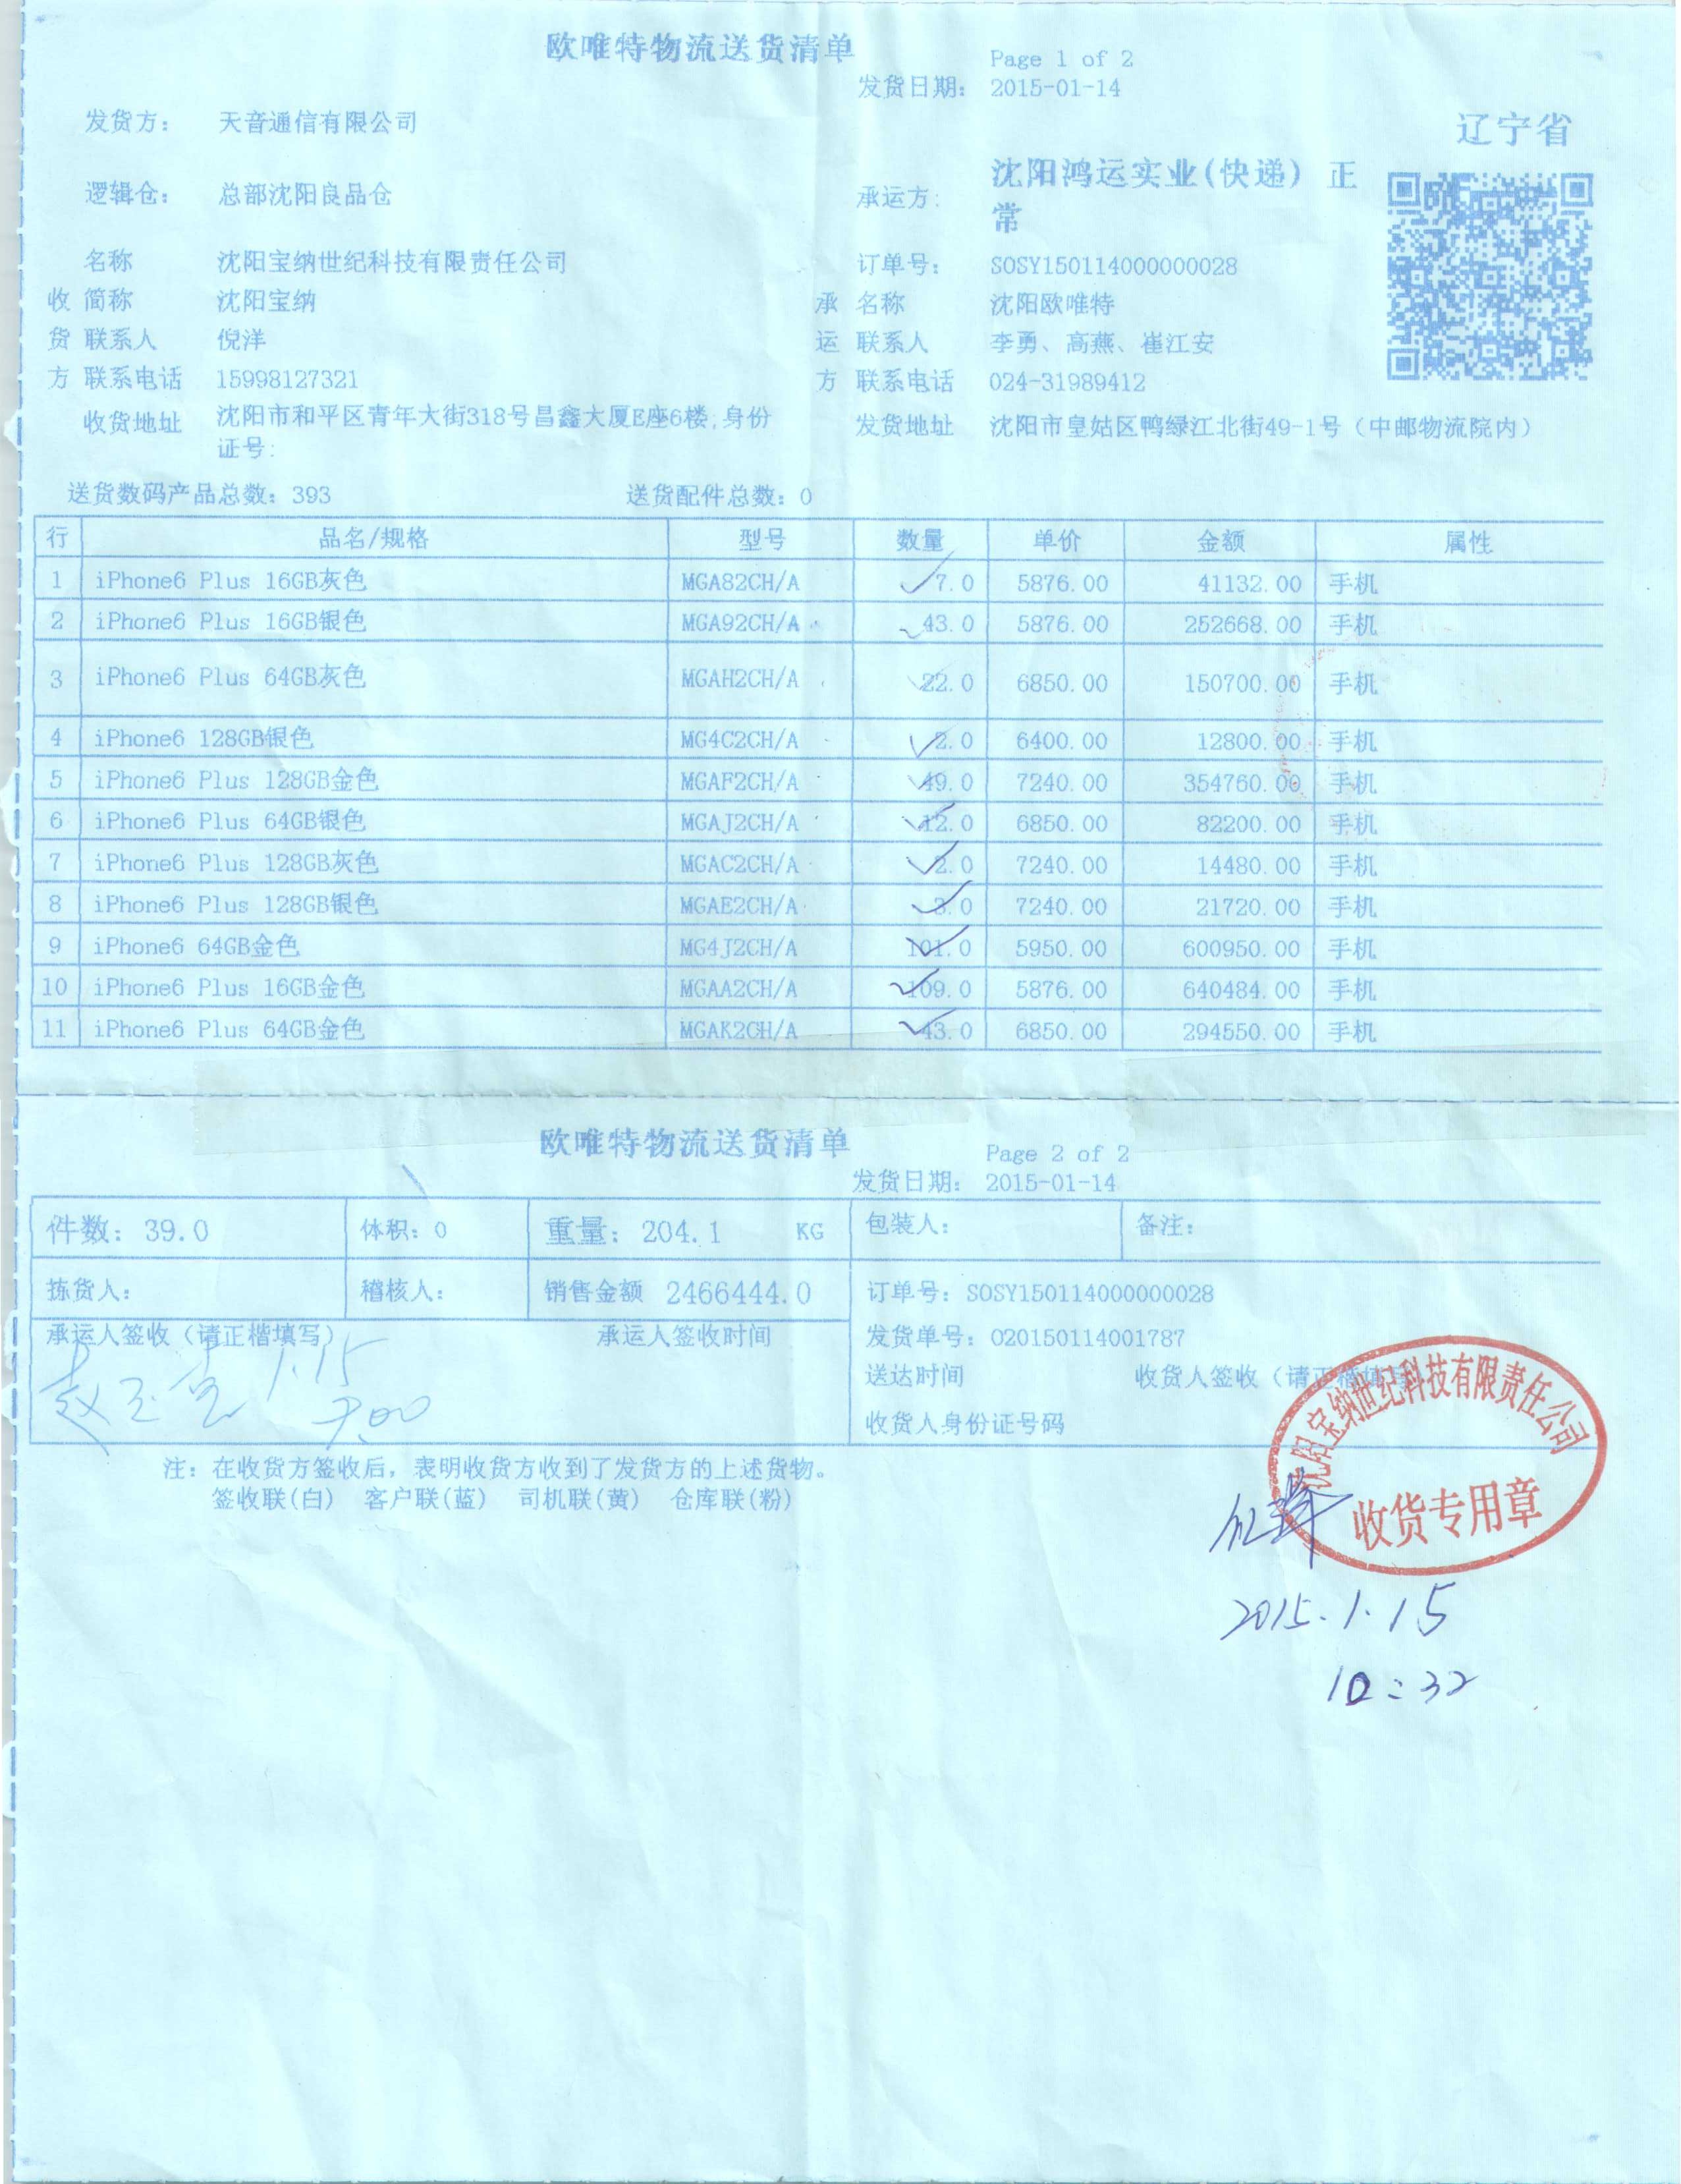 欧唯特物流送货清单
Page 1 of 2
发货日期： 2015-01-14
发货方： 天音通信有限公司
辽宁省
逻辑仓： 总部沈阳良品仓 承运方： 沈阳鸿运实业(快递) 正
常
名称 沈阳宝纳世纪科技有限责任公司 订单号： SOSY150114000000028
收 简称 沈阳宝纳 承 名称 沈阳欧唯特
货 联系人 倪洋 运 联系人 李勇、高燕、崔江安
方 联系电话 15998127321 方 联系电话 024-31989412
收货地址 沈阳市和平区青年大街318号昌鑫大厦E座6楼;身份 发货地址 沈阳市皇姑区鸭绿江北街49-1号（中邮物流院内）
证号:
送货数码产品总数：393 送货配件总数：0
行 品名/规格 型号 数量 单价 金额 属性
1 iPhone6 Plus 16GB灰色 MGA82CH/A 7.0 5876.00 41132.00 手机
2 iPhone6 Plus 16GB银色 MGA92CH/A 43.0 5876.00 252668.00 手机
3 iPhone6 Plus 64GB灰色 MGAH2CH/A 22.0 6850.00 150700.00 手机
4 iPhone6 128GB银色 MG4C2CH/A 2.0 6400.00 12800.00 手机
5 iPhone6 Plus 128GB金色 MGAF2CH/A 49.0 7240.00 354760.00 手机
6 iPhone6 Plus 64GB银色 MGAJ2CH/A 12.0 6850.00 82200.00 手机
7 iPhone6 Plus 128GB灰色 MGAC2CH/A 2.0 7240.00 14480.00 手机
8 iPhone6 Plus 128GB银色 MGAE2CH/A 3.0 7240.00 21720.00 手机
9 iPhone6 64GB金色 MG4J2CH/A 101.0 5950.00 600950.00 手机
10 iPhone6 Plus 16GB金色 MGAA2CH/A 109.0 5876.00 640484.00 手机
11 iPhone6 Plus 64GB金色 MGAK2CH/A 43.0 6850.00 294550.00 手机
欧唯特物流送货清单
Page 2 of 2
发货日期： 2015-01-14
件数：39.0 体积：0 重量：204.1 KG 包装人： 备注：
拣货人： 稽核人： 销售金额 2466444.0 订单号：SOSY150114000000028
承运人签收（请正楷填写） 承运人签收时间 发货单号：020150114001787
1.15
7.00
送达时间 收货人签收（请正楷填写）
收货人身份证号码
沈阳宝纳世纪科技有限责任公司
收货专用章
注：在收货方签收后，表明收货方收到了发货方的上述货物。
签收联(白) 客户联(蓝) 司机联(黄) 仓库联(粉)
2015.1.15
10:32